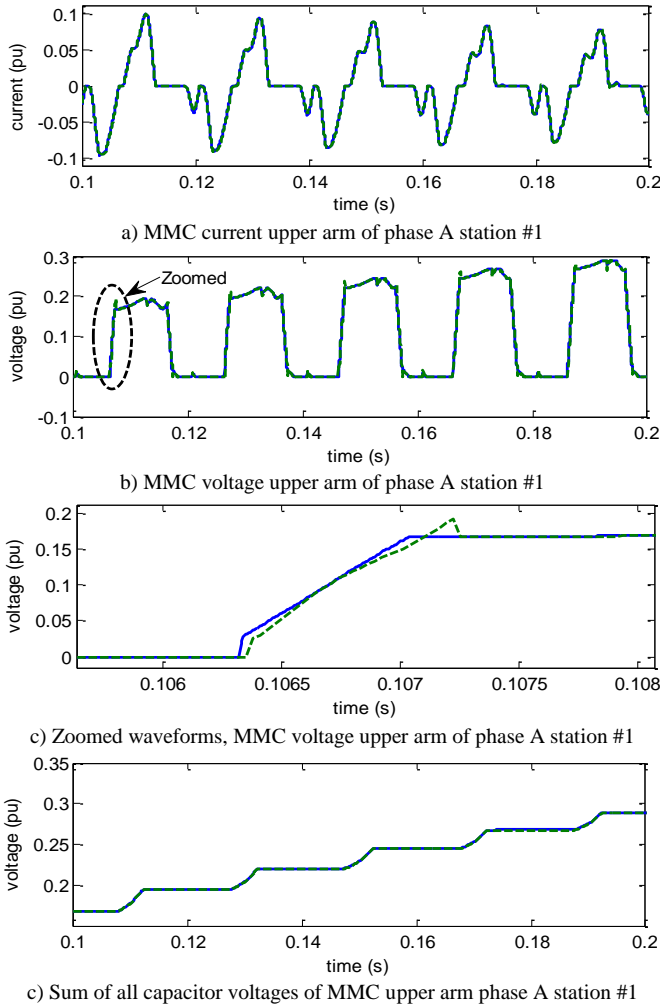 0.1
0.05
0
-0.05
-0.1
current (pu)
0.1 0.12 0.14 0.16 0.18 0.2
time (s)
a) MMC current upper arm of phase A station #1
0.3
0.2
0.1
0
-0.1
voltage (pu)
Zoomed
0.1 0.12 0.14 0.16 0.18 0.2
time (s)
b) MMC voltage upper arm of phase A station #1
0.2
0.15
0.1
0.05
0
voltage (pu)
0.106 0.1065 0.107 0.1075 0.108
time (s)
c) Zoomed waveforms, MMC voltage upper arm of phase A station #1
0.35
0.3
0.25
0.2
voltage (pu)
0.1 0.12 0.14 0.16 0.18 0.2
time (s)
c) Sum of all capacitor voltages of MMC upper arm phase A station #1